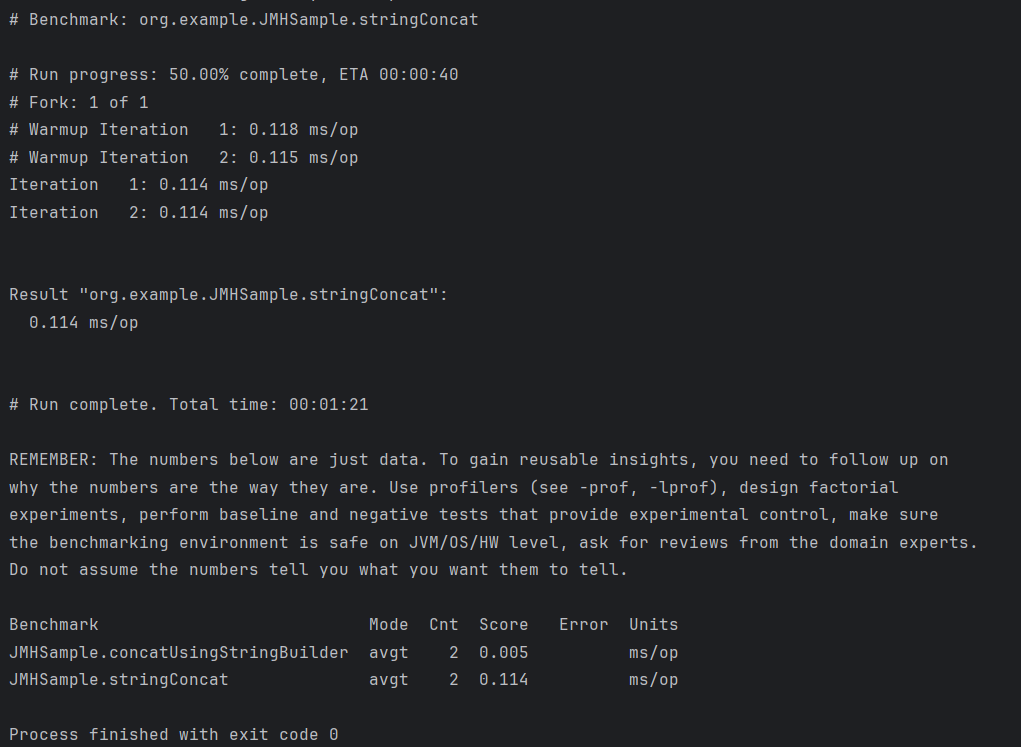 # Benchmark: org.example.JMHSample.stringConcat
# Run progress: 50.00% complete, ETA 00:00:40
# Fork: 1 of 1
# Warmup Iteration   1: 0.118 ms/op
# Warmup Iteration   2: 0.115 ms/op
Iteration   1: 0.114 ms/op
Iteration   2: 0.114 ms/op
Result "org.example.JMHSample.stringConcat":
  0.114 ms/op
# Run complete. Total time: 00:01:21
REMEMBER: The numbers below are just data. To gain reusable insights, you need to follow up on
why the numbers are the way they are. Use profilers (see -prof, -lprof), design factorial
experiments, perform baseline and negative tests that provide experimental control, make sure
the benchmarking environment is safe on JVM/OS/HW level, ask for reviews from the domain experts.
Do not assume the numbers tell you what you want them to tell.
Benchmark                           Mode  Cnt  Score   Error  Units
JMHSample.concatUsingStringBuilder  avgt    2  0.005          ms/op
JMHSample.stringConcat              avgt    2  0.114          ms/op
Process finished with exit code 0